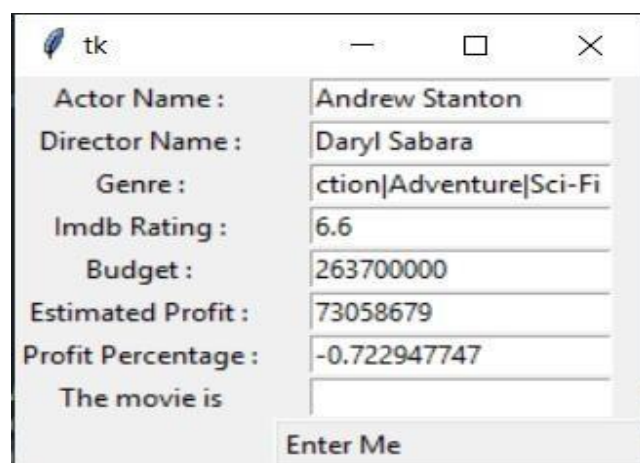 tk
Actor Name : Andrew Stanton
Director Name : Daryl Sabara
Genre : ction|Adventure|Sci-Fi
Imdb Rating : 6.6
Budget : 263700000
Estimated Profit : 73058679
Profit Percentage : -0.722947747
The movie is
Enter Me